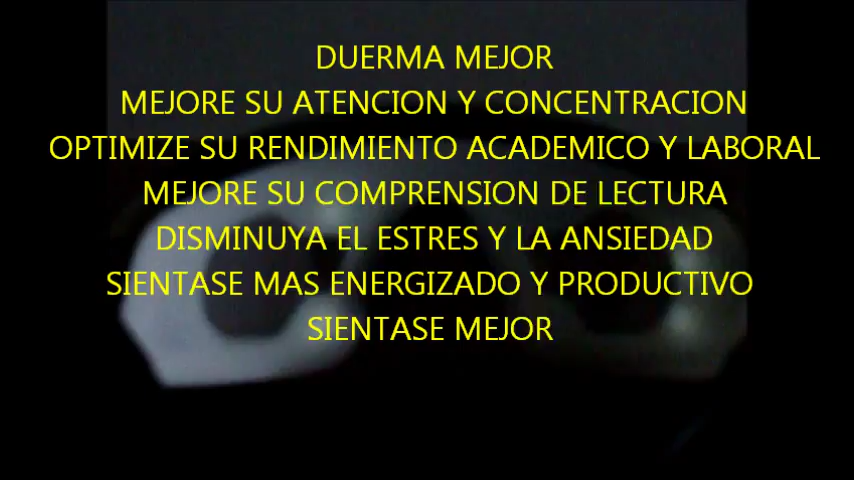 DUERMA MEJOR
MEJORE SU ATENCION Y CONCENTRACION
OPTIMIZE SU RENDIMIENTO ACADEMICO Y LABORAL
MEJORE SU COMPRENSION DE LECTURA
DISMINUYA EL ESTRES Y LA ANSIEDAD
SIENTASE MAS ENERGIZADO Y PRODUCTIVO
SIENTASE MEJOR